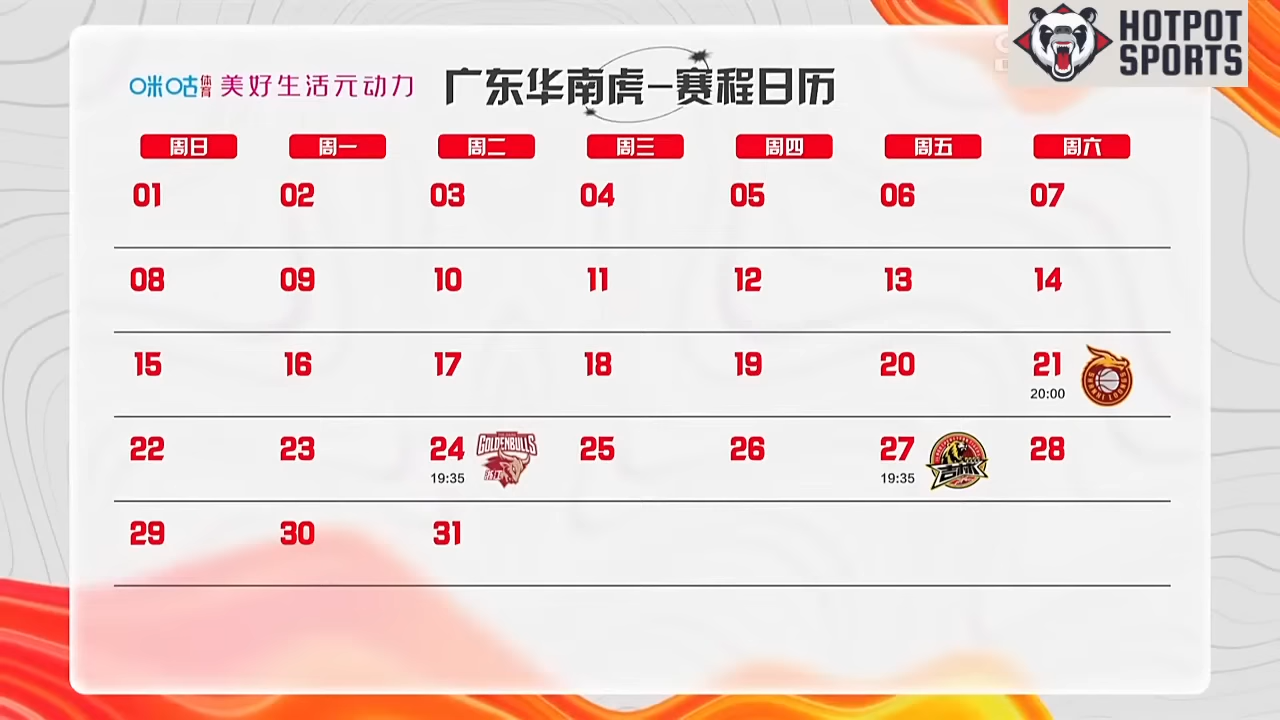 咪咕体育 美好生活元动力
广东华南虎-赛程日历
HOTPOT
SPORTS
周日 周一 周二 周三 周四 周五 周六
01 02 03 04 05 06 07
08 09 10 11 12 13 14
15 16 17 18 19 20 21
20:00
22 23 24 25 26 27 28
19:35 19:35
GOLDENBULLS
浙江
吉林
29 30 31